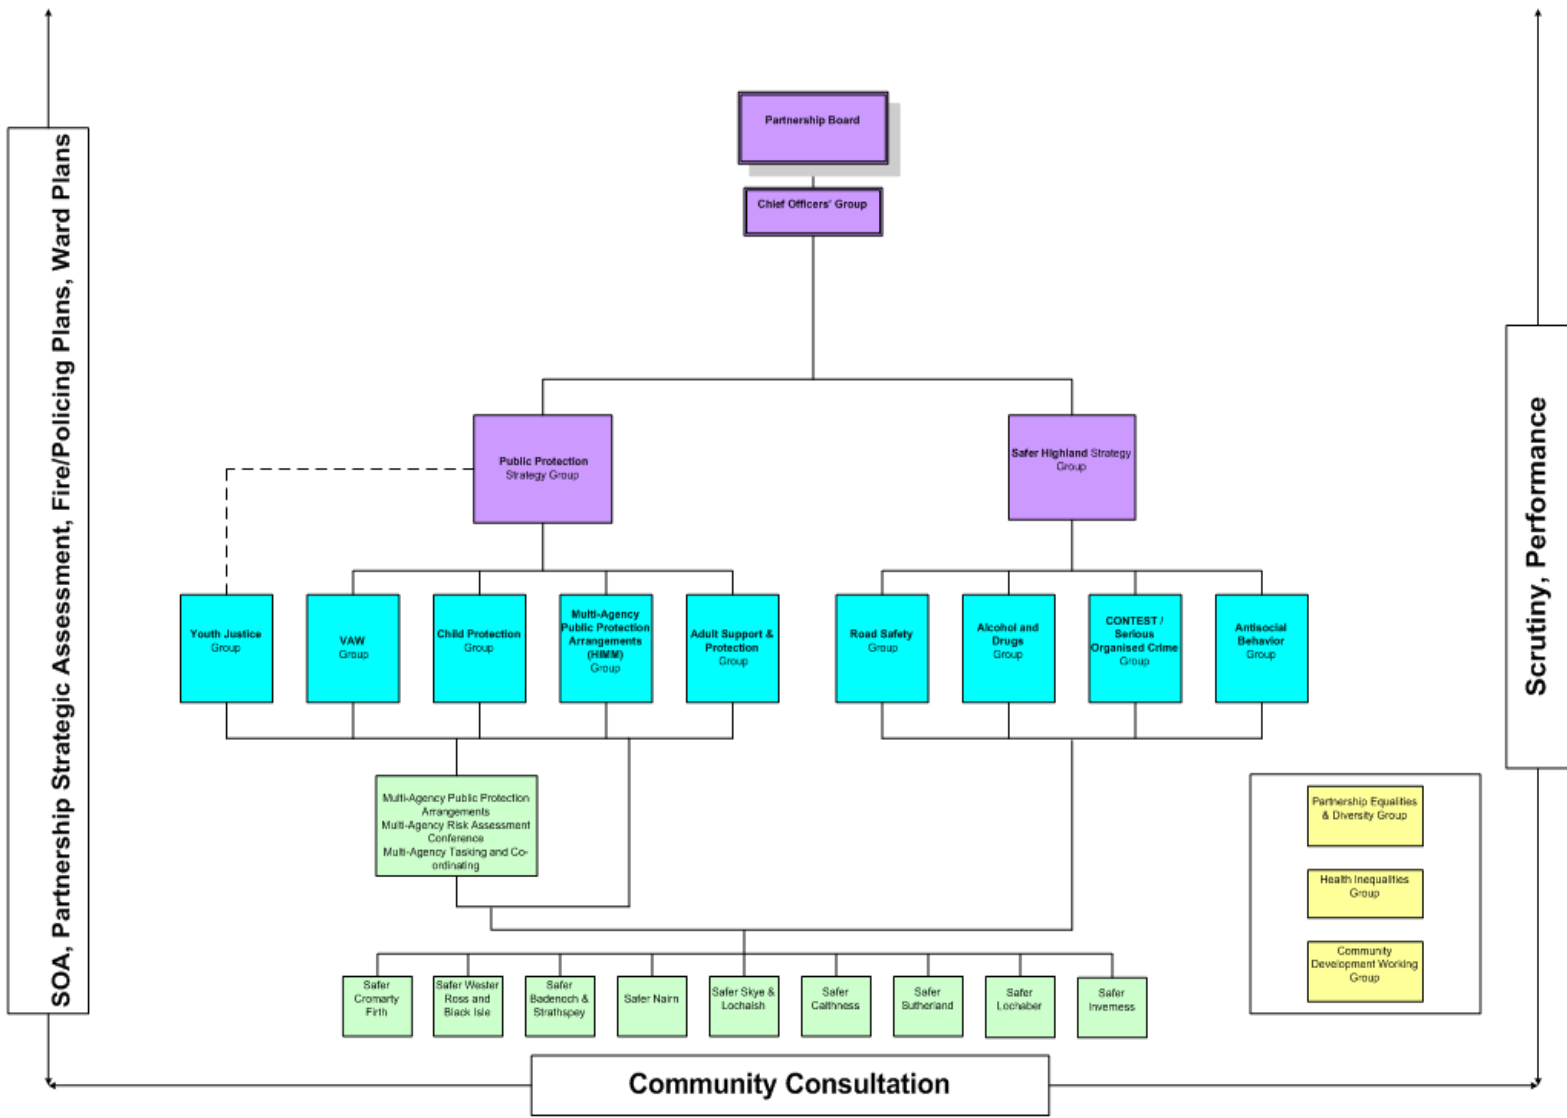 Partnership Board
Chief Officers' Group
SOA, Partnership Strategic Assessment, Fire/Policing Plans, Ward Plans
Scrutiny, Performance
Public Protection
Strategy Group
Safer Highland Strategy
Group
Youth Justice
Group
VAW
Group
Child Protection
Group
Multi-Agency
Public Protection
Arrangements
(HIMM)
Group
Adult Support &
Protection
Group
Road Safety
Group
Alcohol and
Drugs
Group
CONTEST /
Serious
Organised Crime
Group
Antisocial
Behavior
Group
Multi-Agency Public Protection
Arrangements
Multi-Agency Risk Assessment
Conference
Multi-Agency Tasking and Co-
ordinating
Partnership Equalities
& Diversity Group
Health Inequalities
Group
Community
Development Working
Group
Safer
Cromarty
Firth
Safer Wester
Ross and
Black Isle
Safer
Badenoch &
Strathspey
Safer Nairn
Safer Skye &
Lochalsh
Safer
Caithness
Safer
Sutherland
Safer
Lochaber
Safer
Inverness
Community Consultation